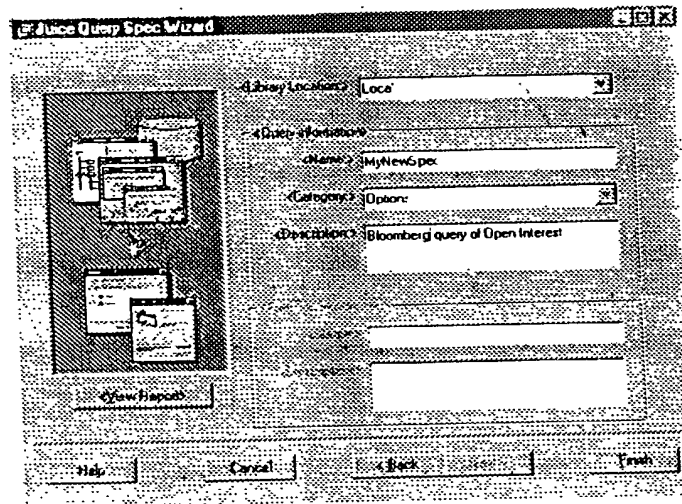 Juice Query Spec Wizard
<Library Location> Local
<Query Information>
<Name> MyNewSpec
<Category> Options
<Description> Bloomberg query of Open Interest
<View Report>
Help Cancel < Back Finish